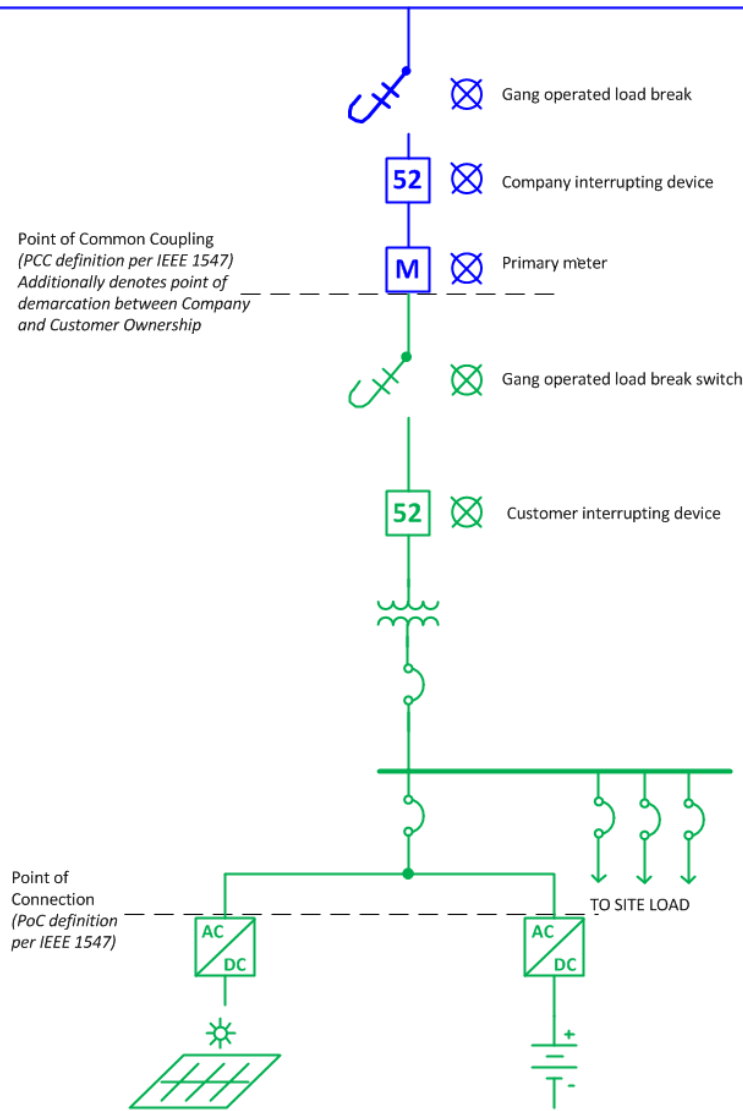 Gang operated load break
52
Company interrupting device
Point of Common Coupling
(PCC definition per IEEE 1547)
Additionally denotes point of
demarcation between Company
and Customer Ownership
M
Primary meter
Gang operated load break switch
52
Customer interrupting device
Point of
Connection
(PoC definition
per IEEE 1547)
TO SITE LOAD
AC
DC
AC
DC
+
-